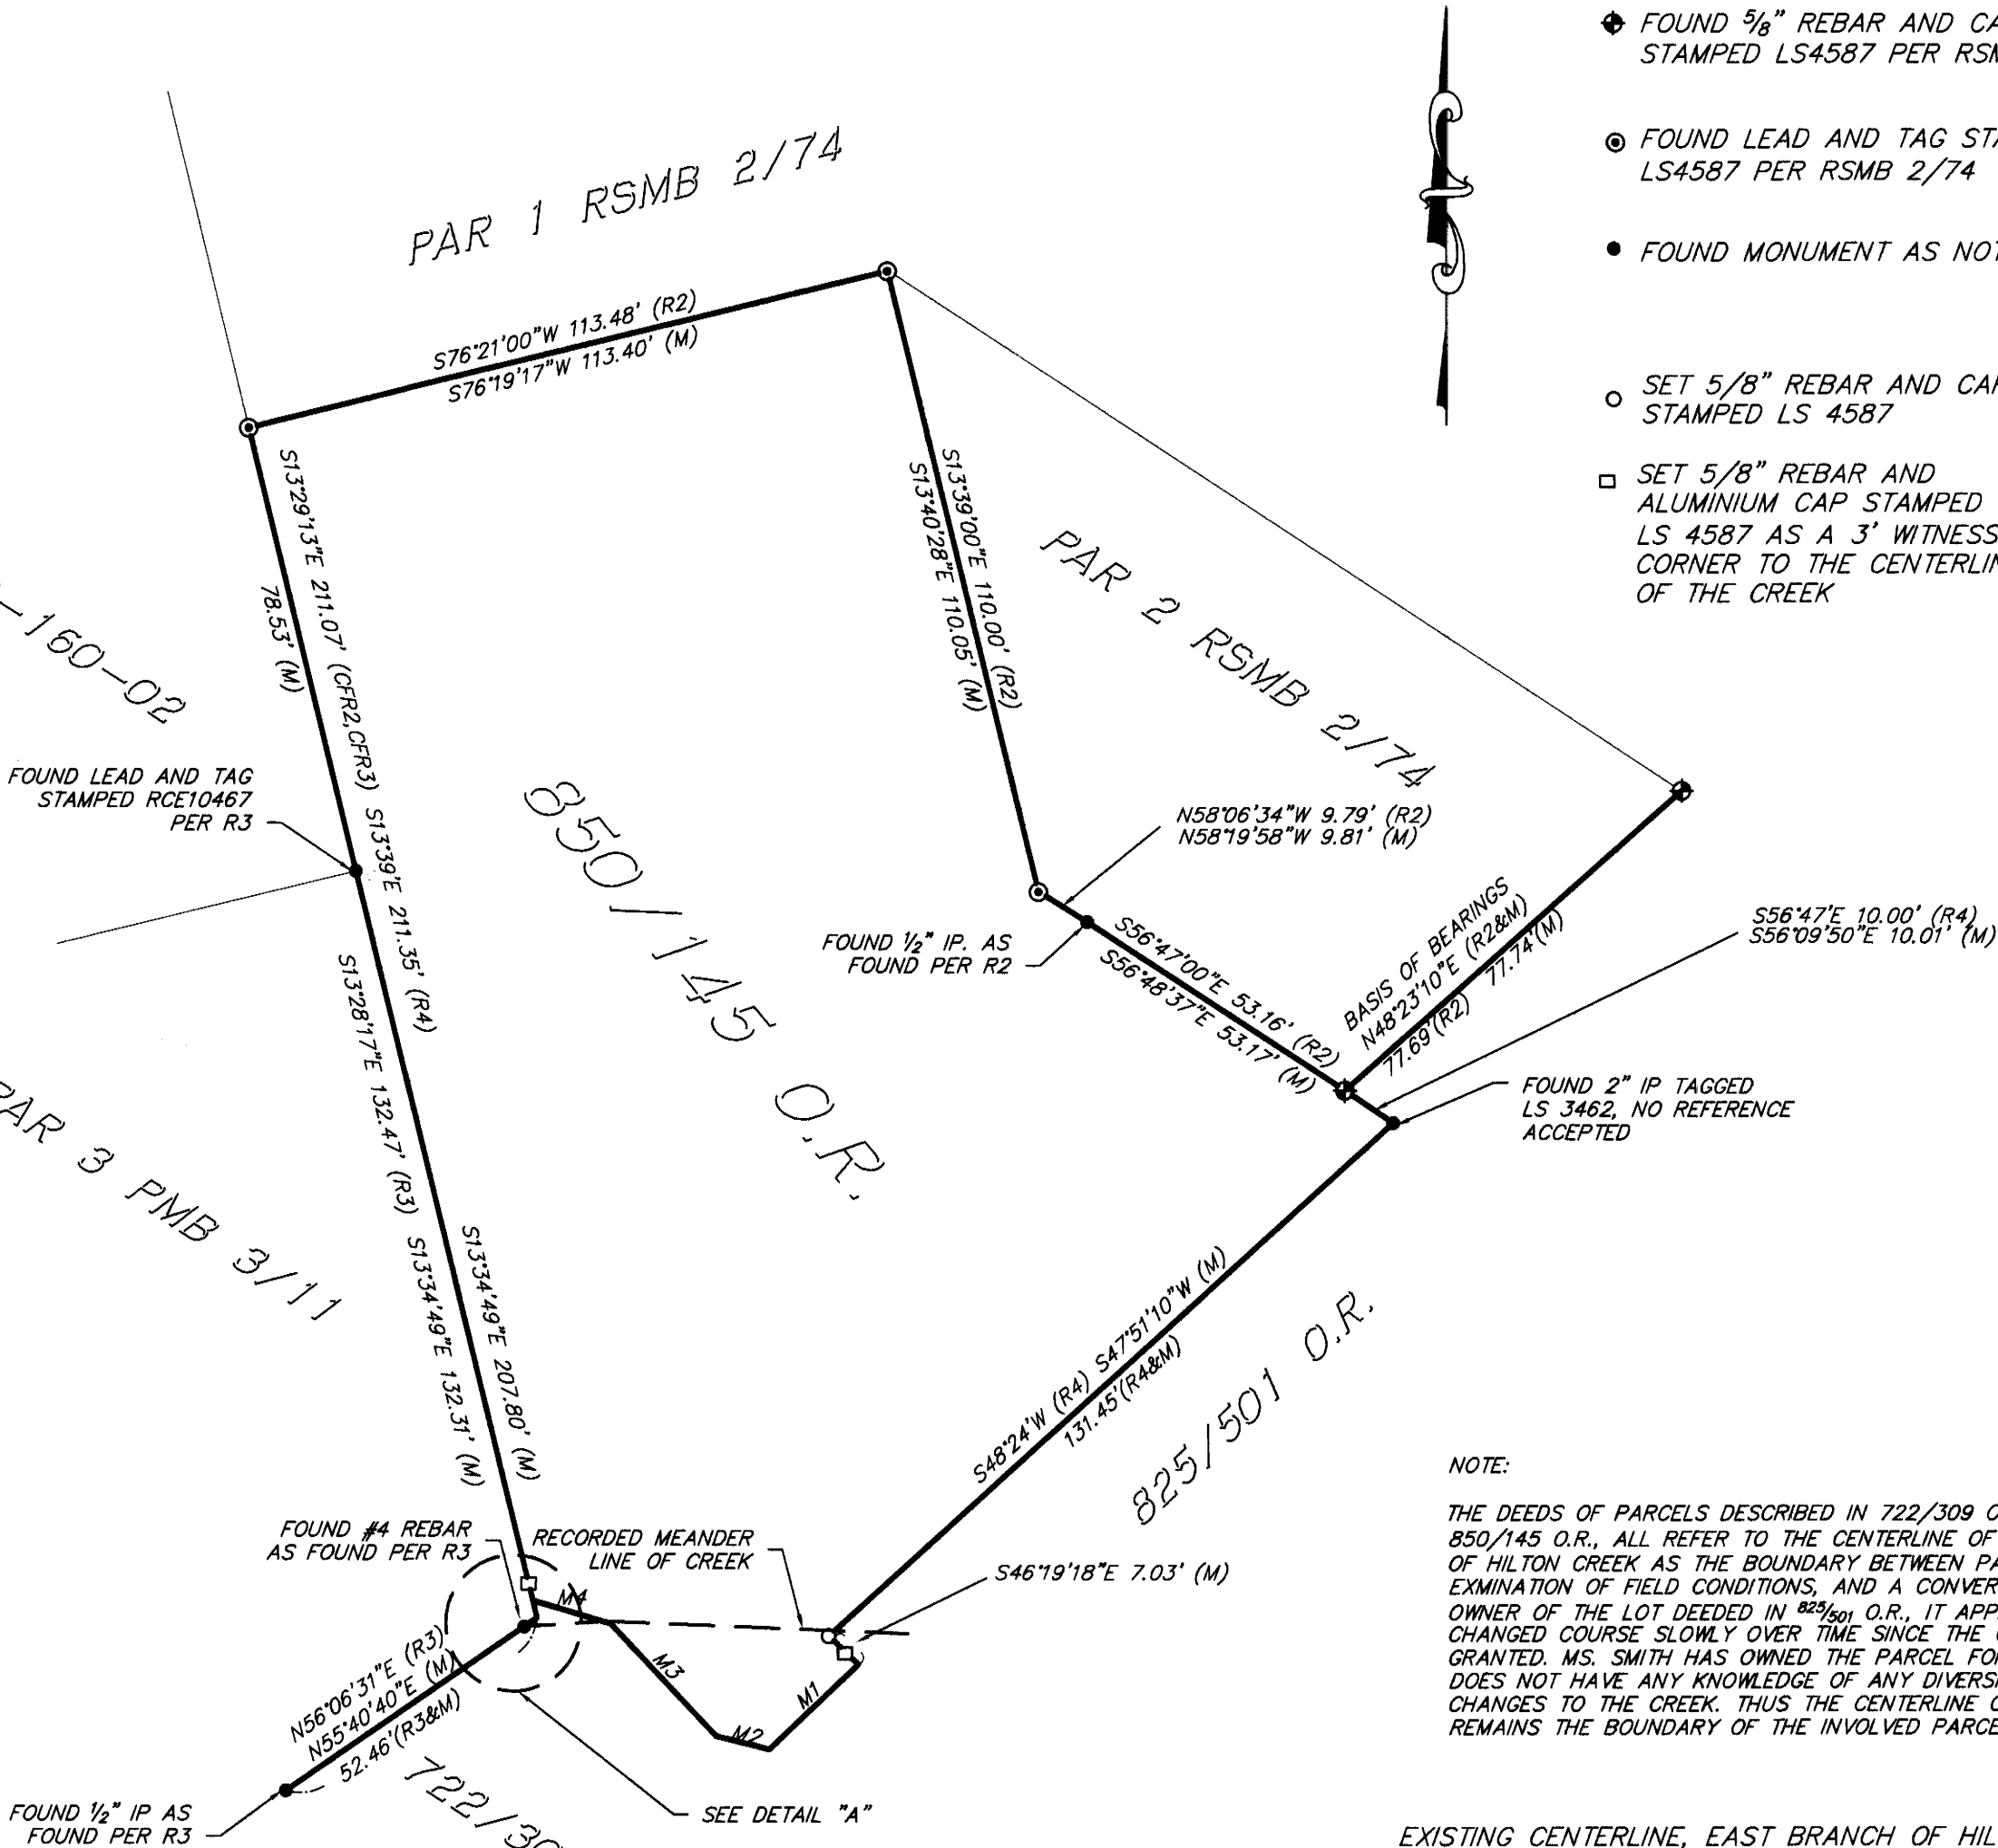 FOUND 5/8" REBAR AND CA
STAMPED LS4587 PER RSM
FOUND LEAD AND TAG STA
LS4587 PER RSMB 2/74
FOUND MONUMENT AS NOT
SET 5/8" REBAR AND CAP
STAMPED LS 4587
SET 5/8" REBAR AND
ALUMINIUM CAP STAMPED
LS 4587 AS A 3' WITNESS
CORNER TO THE CENTERLIN
OF THE CREEK
PAR 1 RSMB 2/74
S76°21'00"W 113.48' (R2)
S76°19'17"W 113.40' (M)
S13°29'13"E 211.07' (CFR2,CFR3) S13°39'E 211.35' (R4)
78.53' (M)
S13°39'00"E 110.00' (R2)
S13°40'28"E 110.05' (M)
PAR 2 RSMB 2/74
-160-02
FOUND LEAD AND TAG
STAMPED RCE10467
PER R3
850/145 O.R.
N58°06'34"W 9.79' (R2)
N58°19'58"W 9.81' (M)
FOUND 1/2" IP. AS
FOUND PER R2
S56°47'00"E 53.16' (R2)
S56°48'37"E 53.17' (M)
BASIS OF BEARINGS
N48°23'10"E (R2&M)
77.69'(R2) 77.74'(M)
S56°47'E 10.00' (R4)
S56°09'50"E 10.01' (M)
FOUND 2" IP TAGGED
LS 3462, NO REFERENCE
ACCEPTED
S13°28'17"E 132.47' (R3) S13°34'49"E 132.31' (M)
S13°34'49"E 207.80' (M)
PAR 3 PMB 3/11
S48°24'W (R4) S47°51'10"W (M)
131.45'(R4&M)
825/501 O.R.
FOUND #4 REBAR
AS FOUND PER R3
RECORDED MEANDER
LINE OF CREEK
S46°19'18"E 7.03' (M)
M4
M3
M2
M1
N56°06'31"E (R3)
N55°40'40"E (M)
52.46'(R3&M)
722/30
SEE DETAIL "A"
FOUND 1/2" IP AS
FOUND PER R3
NOTE:
THE DEEDS OF PARCELS DESCRIBED IN 722/309 O
850/145 O.R., ALL REFER TO THE CENTERLINE OF
OF HILTON CREEK AS THE BOUNDARY BETWEEN PA
EXMINATION OF FIELD CONDITIONS, AND A CONVER
OWNER OF THE LOT DEEDED IN 825/501 O.R., IT APP
CHANGED COURSE SLOWLY OVER TIME SINCE THE
GRANTED. MS. SMITH HAS OWNED THE PARCEL FO
DOES NOT HAVE ANY KNOWLEDGE OF ANY DIVERSI
CHANGES TO THE CREEK. THUS THE CENTERLINE O
REMAINS THE BOUNDARY OF THE INVOLVED PARCE
EXISTING CENTERLINE, EAST BRANCH OF HIL